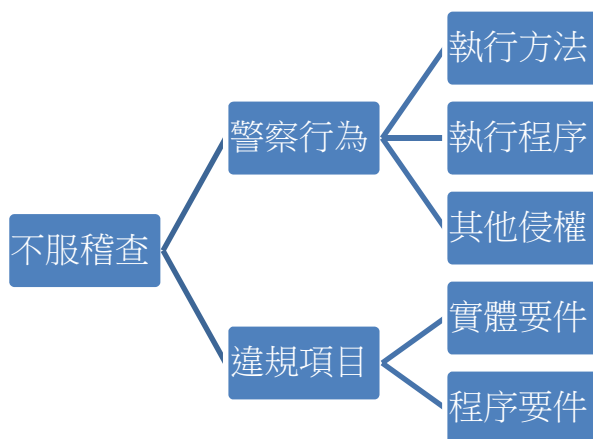 不服稽查
警察行為
執行方法
執行程序
其他侵權
違規項目
實體要件
程序要件